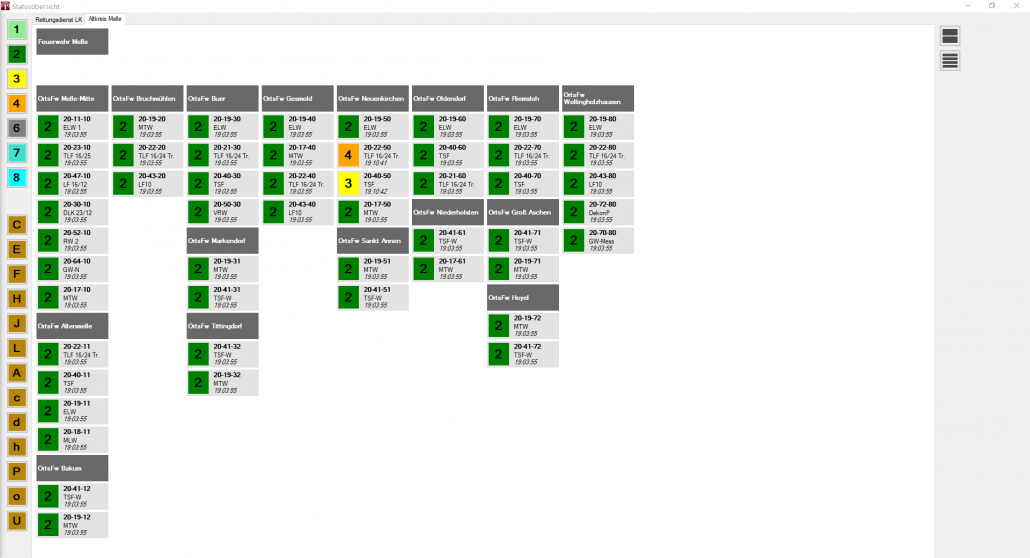 Statusübersicht
Rettungsdienst LK
Altkreis Melle
1
2
3
4
6
7
8
C
E
F
H
J
L
A
c
d
h
P
o
U
Feuerwehr Melle
OrtsFw Melle-Mitte
2
20-11-10
ELW 1
19:03:55
2
20-23-10
TLF 16/25
19:03:55
2
20-47-10
LF 16/12
19:03:55
2
20-30-10
DLK 23/12
19:03:55
2
20-52-10
RW 2
19:03:55
2
20-64-10
GW-N
19:03:55
2
20-17-10
MTW
19:03:55
OrtsFw Altenmelle
2
20-22-11
TLF 16/24 Tr.
19:03:55
2
20-40-11
TSF
19:03:55
2
20-19-11
ELW
19:03:55
2
20-18-11
MLW
19:03:55
OrtsFw Bakum
2
20-41-12
TSF-W
19:03:55
2
20-19-12
MTW
19:03:55
OrtsFw Bruchmühlen
2
20-19-20
MTW
19:03:55
2
20-22-20
TLF 16/24 Tr.
19:03:55
2
20-43-20
LF10
19:03:55
OrtsFw Buer
2
20-19-30
ELW
19:03:55
2
20-21-30
TLF 16/24 Tr.
19:03:55
2
20-40-30
TSF
19:03:55
2
20-50-30
VRW
19:03:55
OrtsFw Markendorf
2
20-19-31
MTW
19:03:55
2
20-41-31
TSF-W
19:03:55
OrtsFw Tittingdorf
2
20-41-32
TSF-W
19:03:55
2
20-19-32
MTW
19:03:55
OrtsFw Gesmold
2
20-19-40
ELW
19:03:55
2
20-17-40
MTW
19:03:55
2
20-22-40
TLF 16/24 Tr.
19:03:55
2
20-43-40
LF10
19:03:55
OrtsFw Neuenkirchen
2
20-19-50
ELW
19:03:55
4
20-22-50
TLF 16/24 Tr.
19:10:41
3
20-40-50
TSF
19:10:42
2
20-17-50
MTW
19:03:55
OrtsFw Sankt Annen
2
20-19-51
MTW
19:03:55
2
20-41-51
TSF-W
19:03:55
OrtsFw Oldendorf
2
20-19-60
ELW
19:03:55
2
20-40-60
TSF
19:03:55
2
20-21-60
TLF 16/24 Tr.
19:03:55
OrtsFw Niederholsten
2
20-41-61
TSF-W
19:03:55
2
20-17-61
MTW
19:03:55
OrtsFw Riemsloh
2
20-19-70
ELW
19:03:55
2
20-22-70
TLF 16/24 Tr.
19:03:55
2
20-40-70
TSF
19:03:55
OrtsFw Groß Aschen
2
20-41-71
TSF-W
19:03:55
2
20-19-71
MTW
19:03:55
OrtsFw Hoyel
2
20-19-72
MTW
19:03:55
2
20-41-72
TSF-W
19:03:55
OrtsFw
Wellingholzhausen
2
20-19-80
ELW
19:03:55
2
20-22-80
TLF 16/24 Tr.
19:03:55
2
20-43-80
LF10
19:03:55
2
20-72-80
DekonP
19:03:55
2
20-70-80
GW-Mess
19:03:55